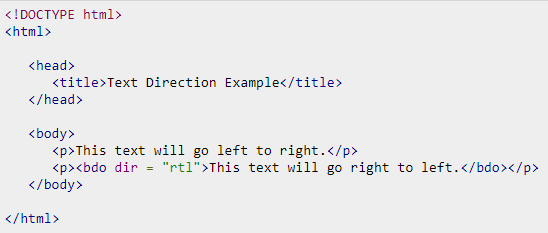 <!DOCTYPE html>
<html>
<head>
<title>Text Direction Example</title>
</head>
<body>
<p>This text will go left to right.</p>
<p><bdo dir = "rtl">This text will go right to left.</bdo></p>
</body>
</html>